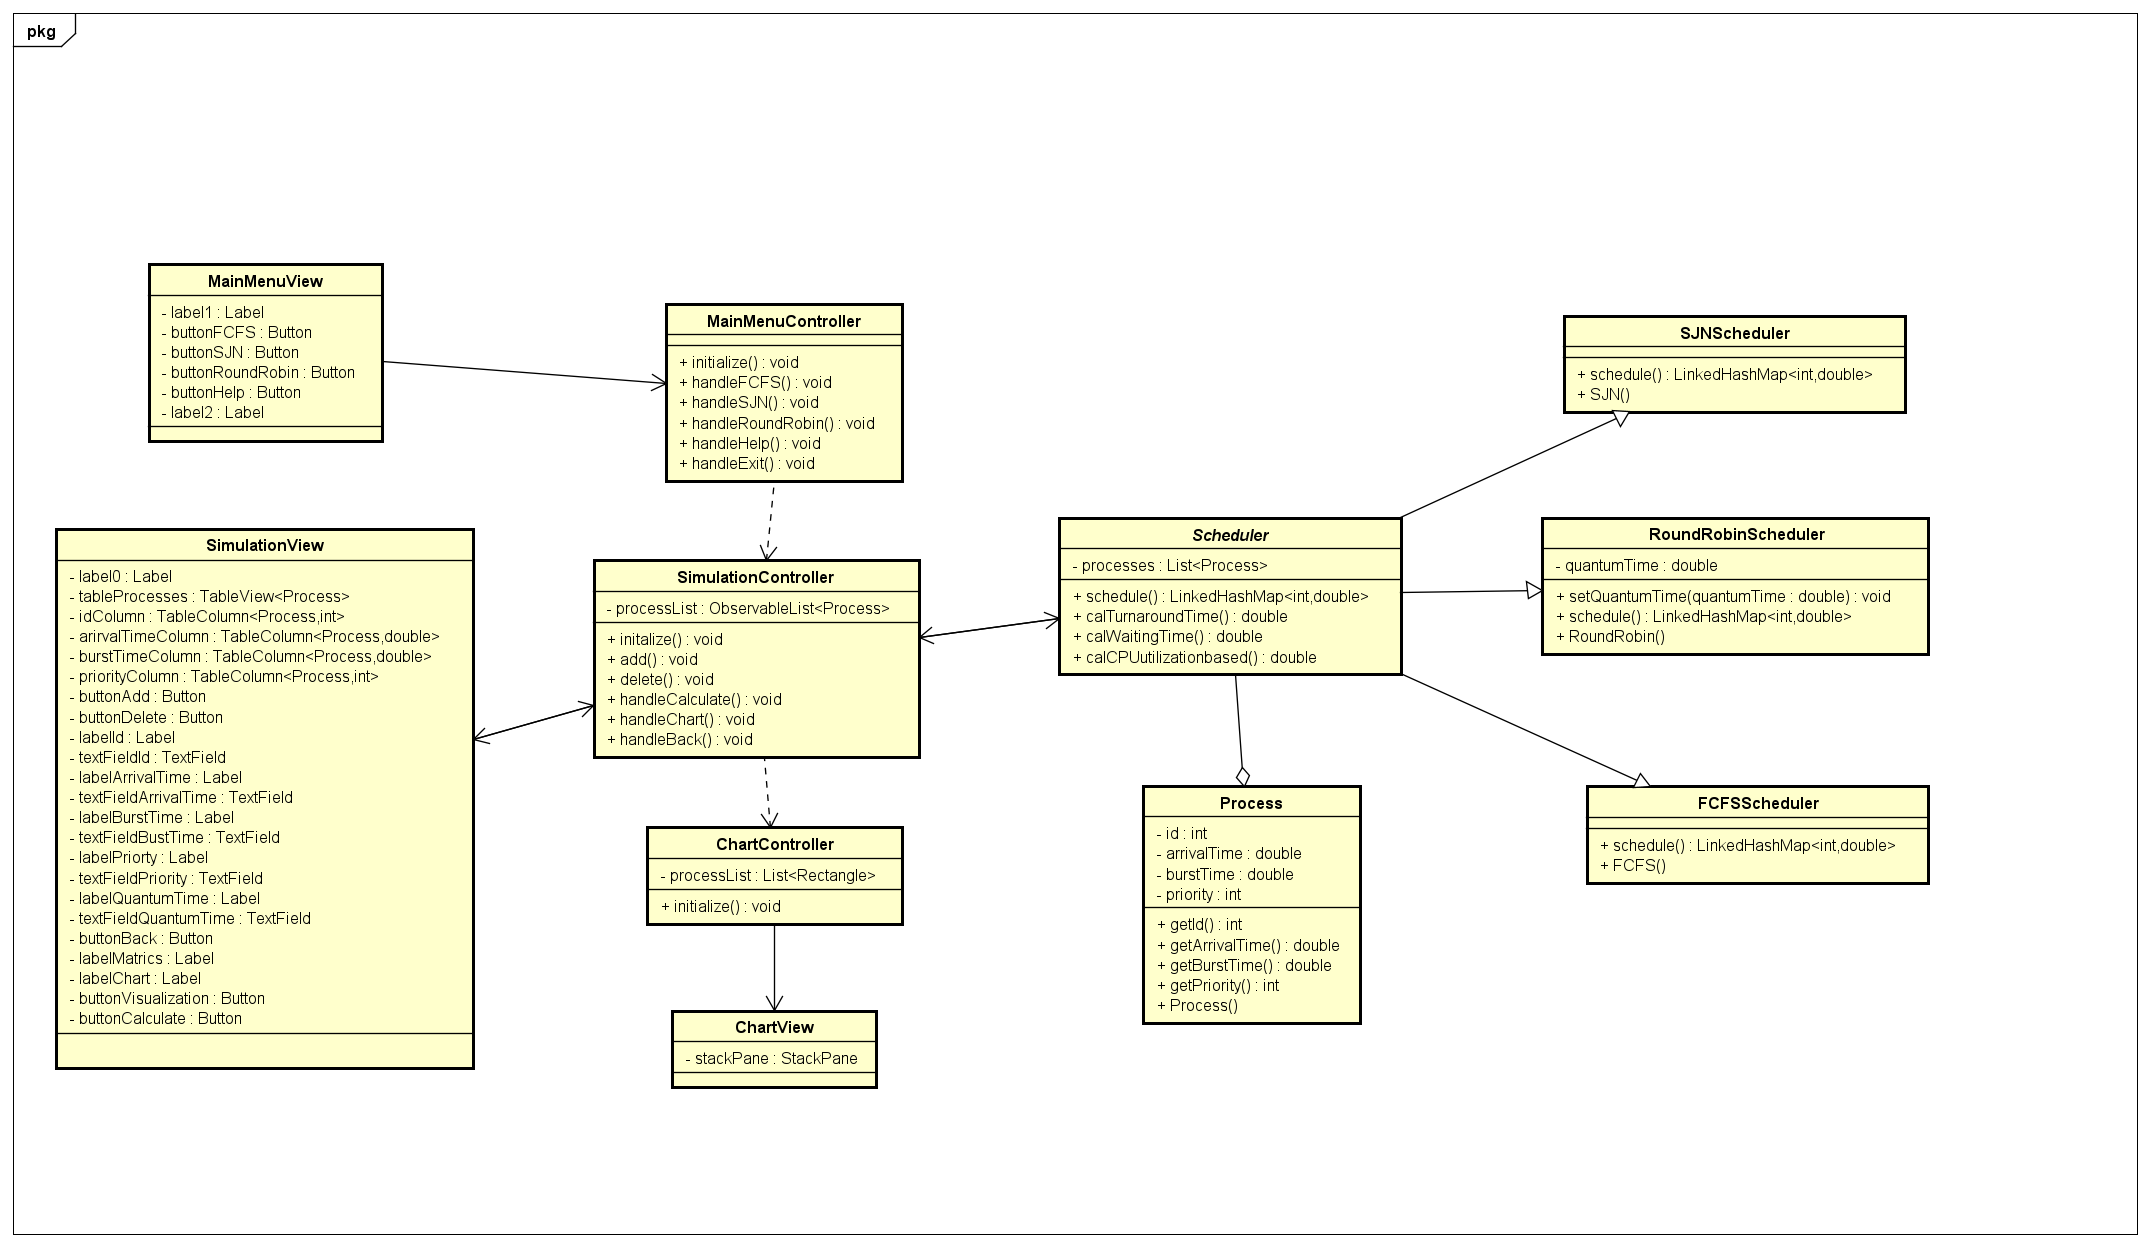 pkg
MainMenuView
- label1 : Label
- buttonFCFS : Button
- buttonSJN : Button
- buttonRoundRobin : Button
- buttonHelp : Button
- label2 : Label
MainMenuController
+ initialize() : void
+ handleFCFS() : void
+ handleSJN() : void
+ handleRoundRobin() : void
+ handleHelp() : void
+ handleExit() : void
SJNScheduler
+ schedule() : LinkedHashMap<int,double>
+ SJN()
SimulationView
- label0 : Label
- tableProcesses : TableView<Process>
- idColumn : TableColumn<Process,int>
- arirvalTimeColumn : TableColumn<Process,double>
- burstTimeColumn : TableColumn<Process,double>
- priorityColumn : TableColumn<Process,int>
- buttonAdd : Button
- buttonDelete : Button
- labelId : Label
- textFieldId : TextField
- labelArrivalTime : Label
- textFieldArrivalTime : TextField
- labelBurstTime : Label
- textFieldBustTime : TextField
- labelPriorty : Label
- textFieldPriority : TextField
- labelQuantumTime : Label
- textFieldQuantumTime : TextField
- buttonBack : Button
- labelMatrics : Label
- labelChart : Label
- buttonVisualization : Button
- buttonCalculate : Button
SimulationController
- processList : ObservableList<Process>
+ initalize() : void
+ add() : void
+ delete() : void
+ handleCalculate() : void
+ handleChart() : void
+ handleBack() : void
Scheduler
- processes : List<Process>
+ schedule() : LinkedHashMap<int,double>
+ calTurnaroundTime() : double
+ calWaitingTime() : double
+ calCPUutilizationbased() : double
RoundRobinScheduler
- quantumTime : double
+ setQuantumTime(quantumTime : double) : void
+ schedule() : LinkedHashMap<int,double>
+ RoundRobin()
ChartController
- processList : List<Rectangle>
+ initialize() : void
Process
- id : int
- arrivalTime : double
- burstTime : double
- priority : int
+ getId() : int
+ getArrivalTime() : double
+ getBurstTime() : double
+ getPriority() : int
+ Process()
FCFSScheduler
+ schedule() : LinkedHashMap<int,double>
+ FCFS()
ChartView
- stackPane : StackPane